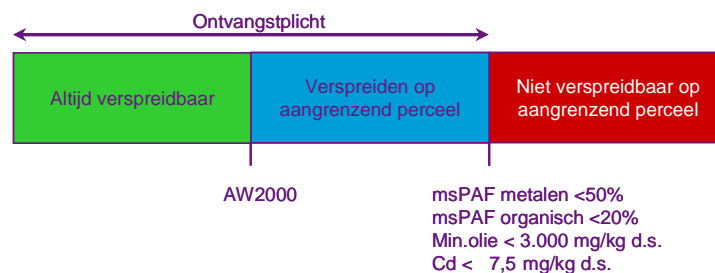 Ontvangstplicht
Altijd verspreidbaar
Verspreiden op
aangrenzend perceel
Niet verspreidbaar op
aangrenzend perceel
AW2000
msPAF metalen <50%
msPAF organisch <20%
Min.olie < 3.000 mg/kg d.s.
Cd < 7,5 mg/kg d.s.